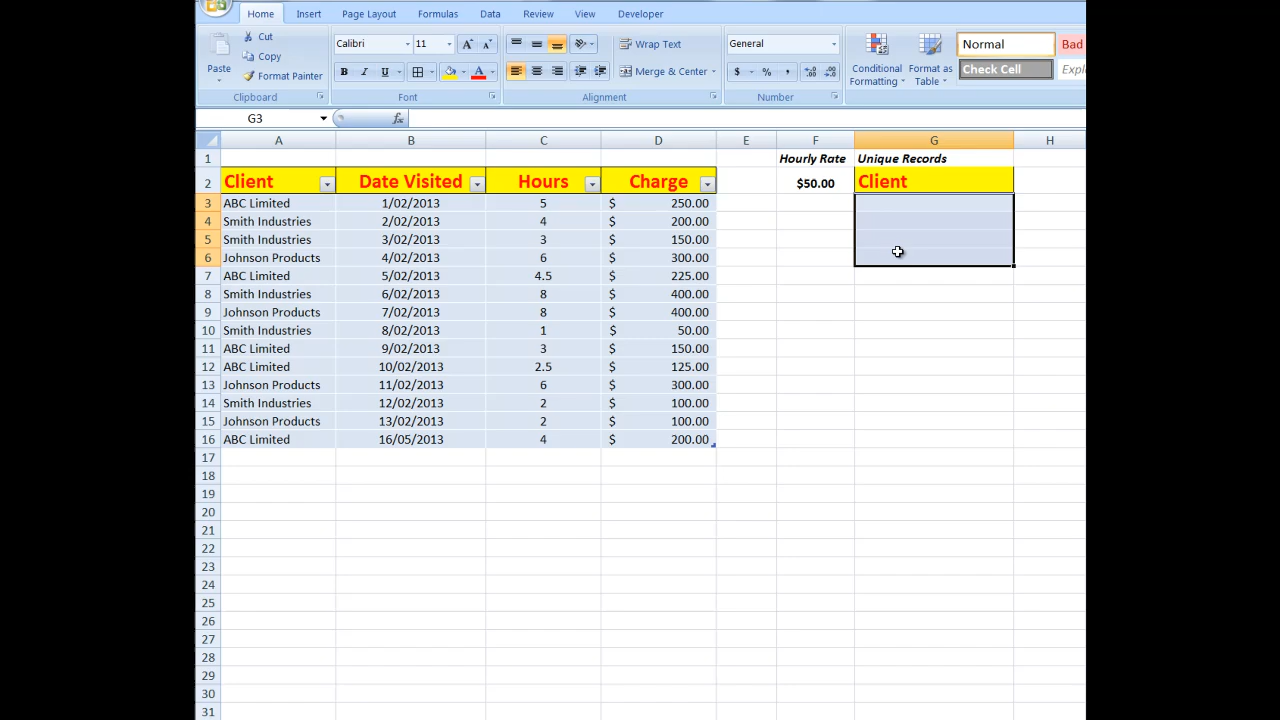 Home Insert Page Layout Formulas Data Review View Developer
Cut
Copy
Format Painter
Paste
Clipboard
Calibri 11 A A
B I U A
Font
Wrap Text
Merge & Center
Alignment
General
$ % , .0 .00 .00 .0
Number
Conditional Formatting
Format as Table
Normal Bad
Check Cell Expl
G3 fx
A B C D E F G H
1 Hourly Rate Unique Records
2 Client Date Visited Hours Charge $50.00 Client
3 ABC Limited 1/02/2013 5 $ 250.00
4 Smith Industries 2/02/2013 4 $ 200.00
5 Smith Industries 3/02/2013 3 $ 150.00
6 Johnson Products 4/02/2013 6 $ 300.00
7 ABC Limited 5/02/2013 4.5 $ 225.00
8 Smith Industries 6/02/2013 8 $ 400.00
9 Johnson Products 7/02/2013 8 $ 400.00
10 Smith Industries 8/02/2013 1 $ 50.00
11 ABC Limited 9/02/2013 3 $ 150.00
12 ABC Limited 10/02/2013 2.5 $ 125.00
13 Johnson Products 11/02/2013 6 $ 300.00
14 Smith Industries 12/02/2013 2 $ 100.00
15 Johnson Products 13/02/2013 2 $ 100.00
16 ABC Limited 16/05/2013 4 $ 200.00
17
18
19
20
21
22
23
24
25
26
27
28
29
30
31